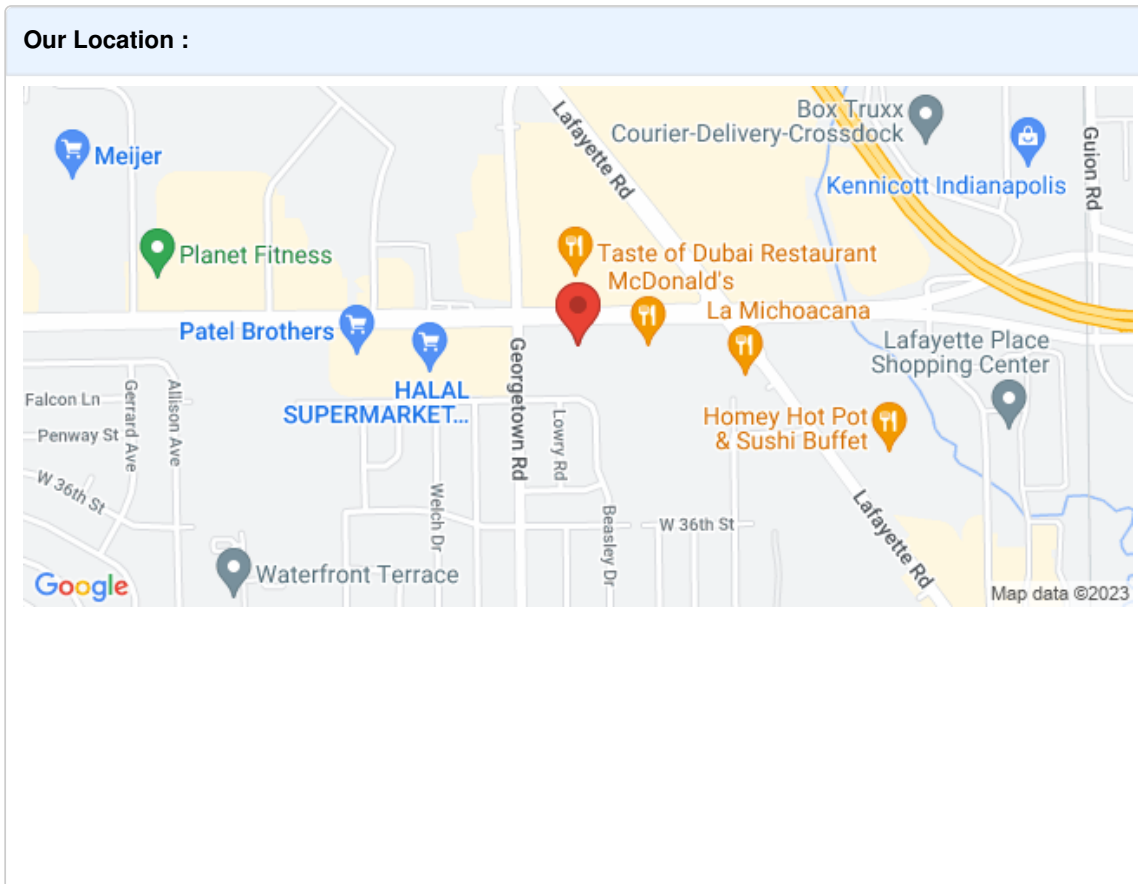 Our Location :
Lafayette Rd
Box Truxx
Courier-Delivery-Crossdock
Guion Rd
Meijer
Kennicott Indianapolis
Planet Fitness
Taste of Dubai Restaurant
McDonald's
La Michoacana
Patel Brothers
Lafayette Place
Shopping Center
Georgetown Rd
HALAL
SUPERMARKET...
Falcon Ln
Gerrard Ave
Allison Ave
Lowry Rd
Homey Hot Pot
& Sushi Buffet
Penway St
W 36th St
Welch Dr
Beasley Dr
W 36th St
Lafayette Rd
Waterfront Terrace
Google
Map data ©2023